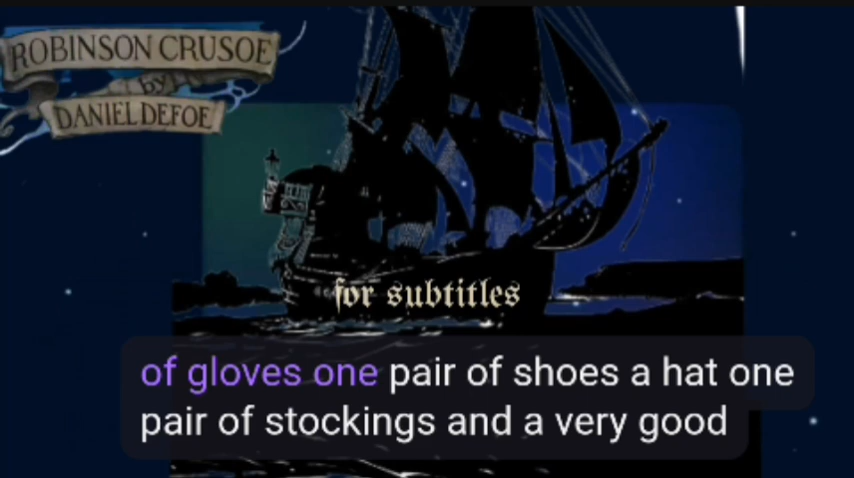 ROBINSON CRUSOE
by
DANIEL DEFOE
for subtitles
of gloves one pair of shoes a hat one
pair of stockings and a very good